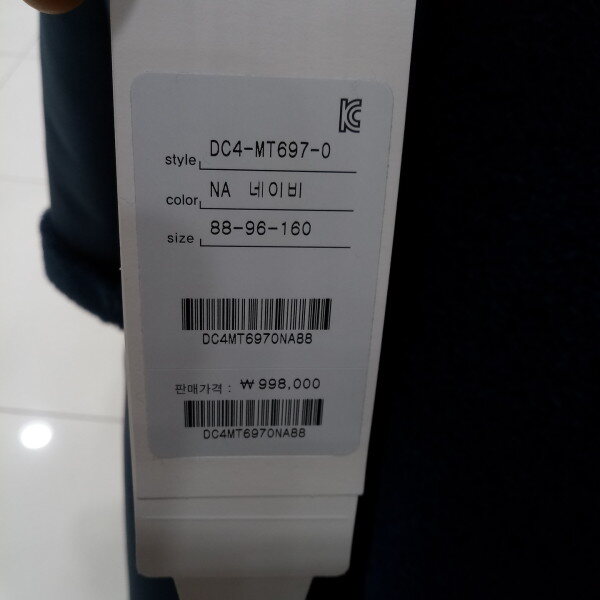 KC
style DC4-MT697-0
color NA 네이비
size 88-96-160
DC4MT6970NA88
판매가격 : ₩998,000
DC4MT6970NA88